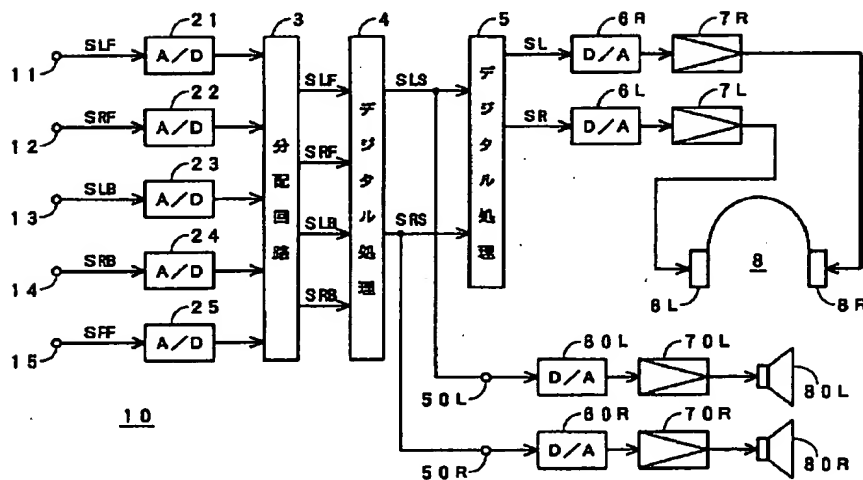 21
3
4
5
6R
7R
11
SLF
A/D
SLF
SLS
SL
D/A
22
6L
7L
12
SRF
A/D
SRF
SR
D/A
23
13
SLB
A/D
分配回路
SLB
デジタル処理
SRS
デジタル処理
24
14
SRB
A/D
SRB
8
8L
8R
25
15
SFF
A/D
10
50L
60L
D/A
70L
80L
50R
60R
D/A
70R
80R